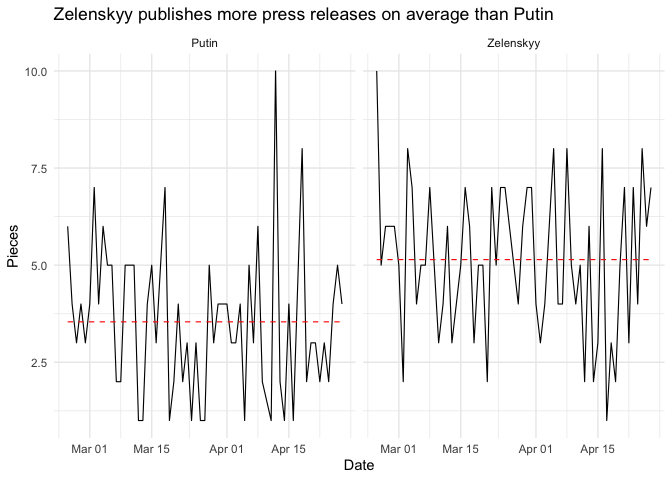 Zelenskyy publishes more press releases on average than Putin
Putin
Zelenskyy
10.0
7.5
5.0
2.5
Pieces
Mar 01 Mar 15 Apr 01 Apr 15
Mar 01 Mar 15 Apr 01 Apr 15
Date